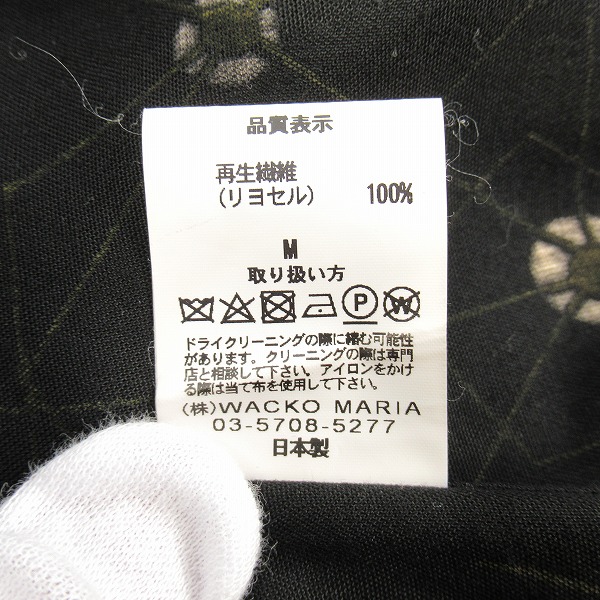 品質表示
再生繊維
(リヨセル) 100%
M
取り扱い方
P W
ドライクリーニングの際に縮む可能性
があります。クリーニングの際は専門
店と相談して下さい。アイロンをかけ
る際は当て布を使用して下さい。
(株)WACKO MARIA
03-5708-5277
日本製